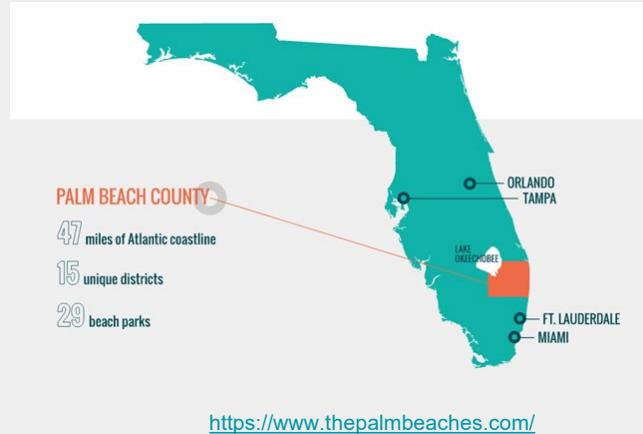 ORLANDO
TAMPA
PALM BEACH COUNTY
47 miles of Atlantic coastline
15 unique districts
29 beach parks
LAKE
OKEECHOBEE
FT. LAUDERDALE
MIAMI
https://www.thepalmbeaches.com/